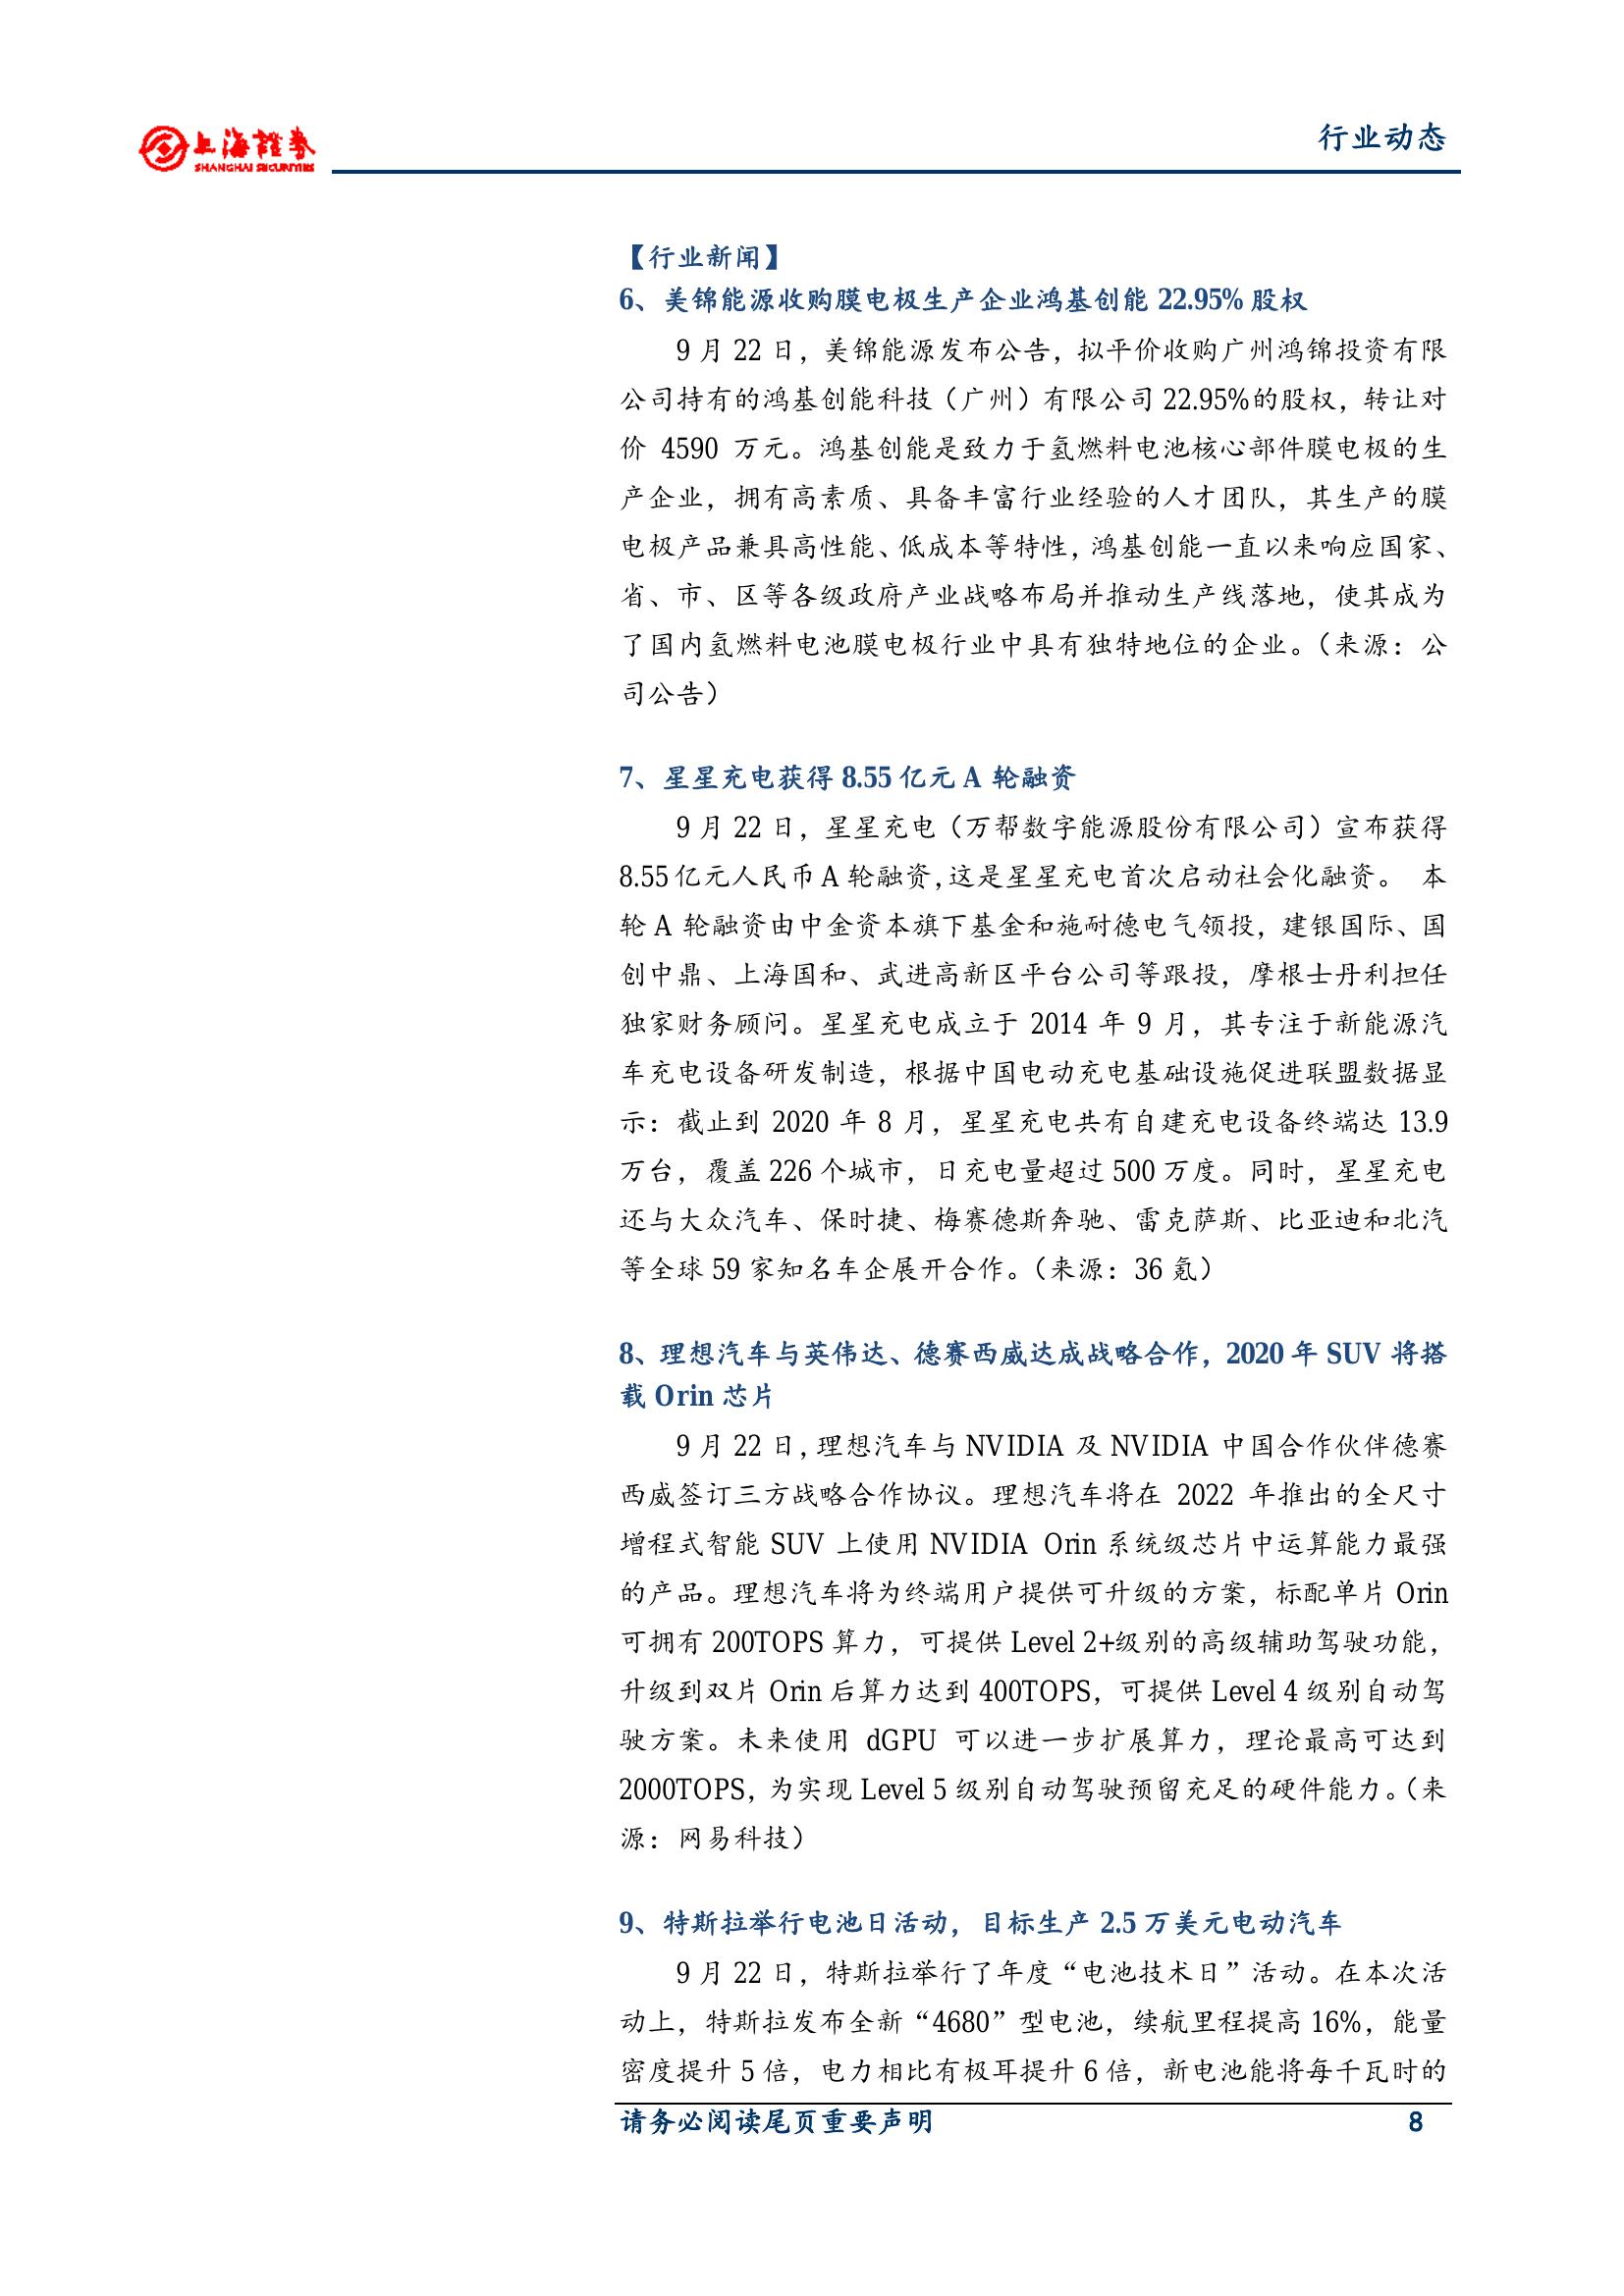 上海證券
SHANGHAI SECURITIES
行业动态
【行业新闻】
6、美锦能源收购膜电极生产企业鸿基创能 22.95% 股权
9 月 22 日，美锦能源发布公告，拟平价收购广州鸿锦投资有限
公司持有的鸿基创能科技（广州）有限公司 22.95%的股权，转让对
价 4590 万元。鸿基创能是致力于氢燃料电池核心部件膜电极的生
产企业，拥有高素质、具备丰富行业经验的人才团队，其生产的膜
电极产品兼具高性能、低成本等特性，鸿基创能一直以来响应国家、
省、市、区等各级政府产业战略布局并推动生产线落地，使其成为
了国内氢燃料电池膜电极行业中具有独特地位的企业。（来源：公
司公告）
7、星星充电获得 8.55 亿元 A 轮融资
9 月 22 日，星星充电（万帮数字能源股份有限公司）宣布获得
8.55 亿元人民币 A 轮融资，这是星星充电首次启动社会化融资。 本
轮 A 轮融资由中金资本旗下基金和施耐德电气领投，建银国际、国
创中鼎、上海国和、武进高新区平台公司等跟投，摩根士丹利担任
独家财务顾问。星星充电成立于 2014 年 9 月，其专注于新能源汽
车充电设备研发制造，根据中国电动充电基础设施促进联盟数据显
示：截止到 2020 年 8 月，星星充电共有自建充电设备终端达 13.9
万台，覆盖 226 个城市，日充电量超过 500 万度。同时，星星充电
还与大众汽车、保时捷、梅赛德斯奔驰、雷克萨斯、比亚迪和北汽
等全球 59 家知名车企展开合作。（来源：36 氪）
8、理想汽车与英伟达、德赛西威达成战略合作，2020 年 SUV 将搭
载 Orin 芯片
9 月 22 日，理想汽车与 NVIDIA 及 NVIDIA 中国合作伙伴德赛
西威签订三方战略合作协议。理想汽车将在 2022 年推出的全尺寸
增程式智能 SUV 上使用 NVIDIA Orin 系统级芯片中运算能力最强
的产品。理想汽车将为终端用户提供可升级的方案，标配单片 Orin
可拥有 200TOPS 算力，可提供 Level 2+级别的高级辅助驾驶功能，
升级到双片 Orin 后算力达到 400TOPS，可提供 Level 4 级别自动驾
驶方案。未来使用 dGPU 可以进一步扩展算力，理论最高可达到
2000TOPS，为实现 Level 5 级别自动驾驶预留充足的硬件能力。（来
源：网易科技）
9、特斯拉举行电池日活动，目标生产 2.5 万美元电动汽车
9 月 22 日，特斯拉举行了年度“电池技术日”活动。在本次活
动上，特斯拉发布全新“4680”型电池，续航里程提高 16%，能量
密度提升 5 倍，电力相比有极耳提升 6 倍，新电池能将每千瓦时的
请务必阅读尾页重要声明 8